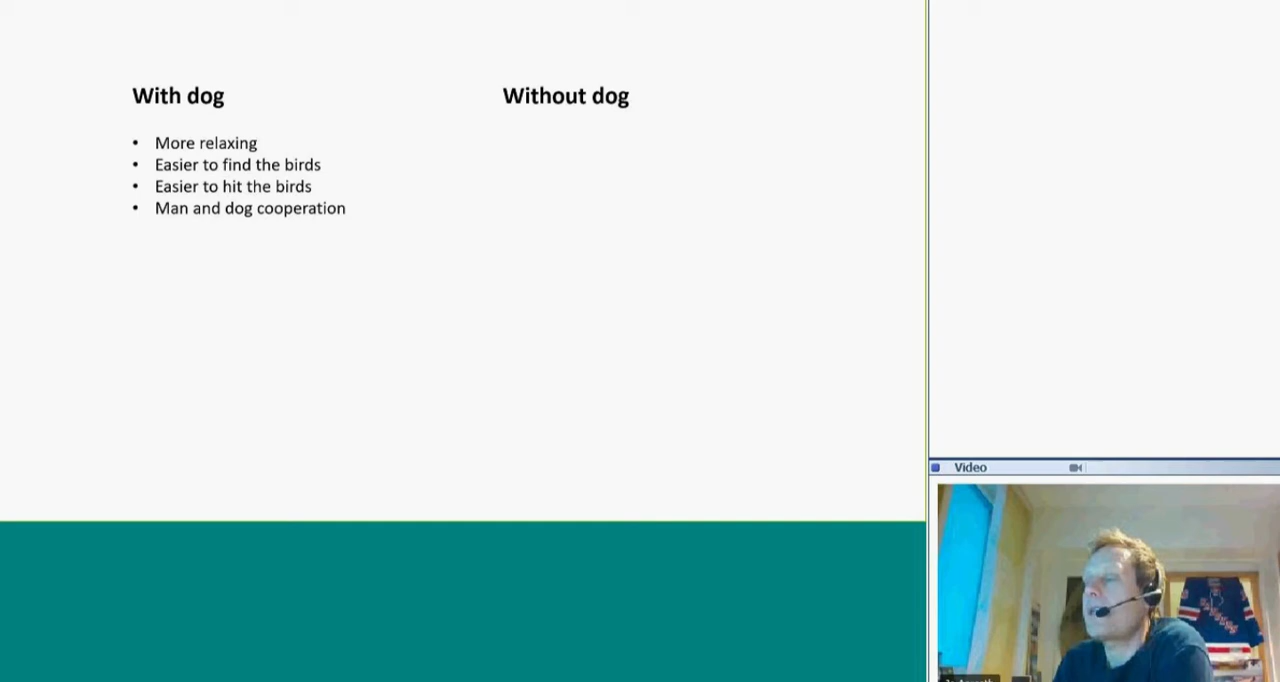 With dog
• More relaxing
• Easier to find the birds
• Easier to hit the birds
• Man and dog cooperation
Without dog
Video